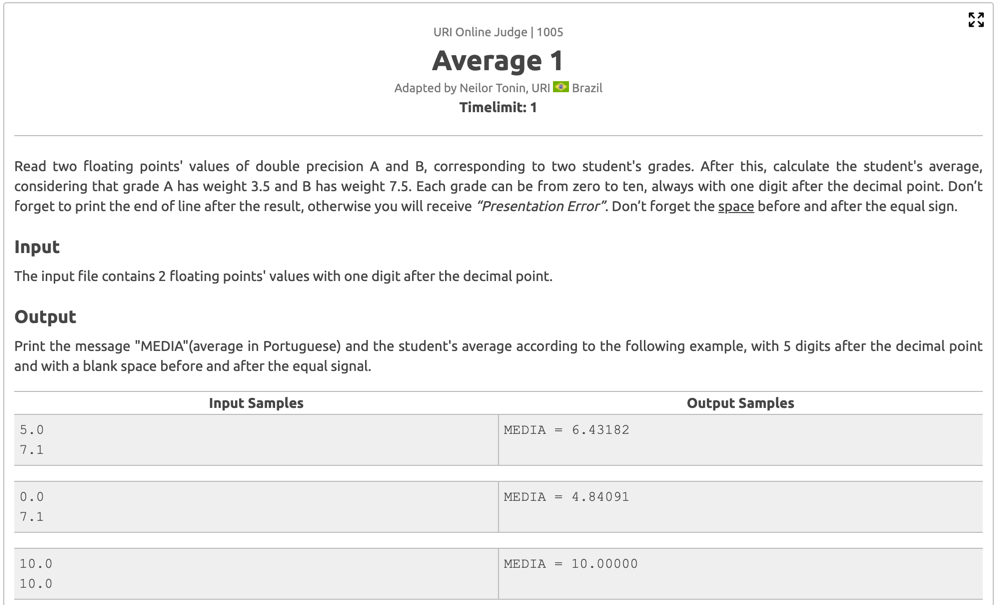 URI Online Judge | 1005
Average 1
Adapted by Neilor Tonin, URI Brazil
Timelimit: 1
Read two floating points' values of double precision A and B, corresponding to two student's grades. After this, calculate the student's average,
considering that grade A has weight 3.5 and B has weight 7.5. Each grade can be from zero to ten, always with one digit after the decimal point. Don’t
forget to print the end of line after the result, otherwise you will receive “Presentation Error”. Don’t forget the space before and after the equal sign.
Input
The input file contains 2 floating points' values with one digit after the decimal point.
Output
Print the message "MEDIA"(average in Portuguese) and the student's average according to the following example, with 5 digits after the decimal point
and with a blank space before and after the equal signal.
Input Samples Output Samples
5.0 MEDIA = 6.43182
7.1
0.0 MEDIA = 4.84091
7.1
10.0 MEDIA = 10.00000
10.0